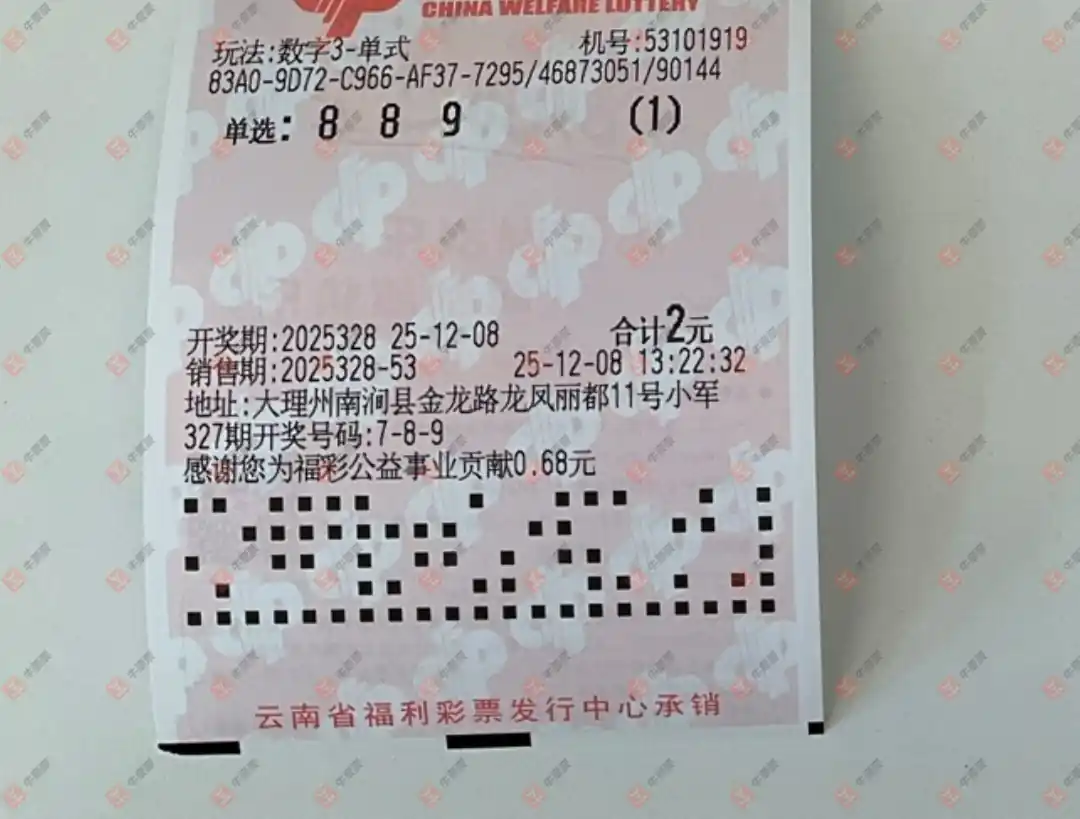 CHINA WELFARE LOTTERY
玩法:数字3-单式 机号:53101919
83A0-9D72-C966-AF37-7295/46873051/90144
单选: 8 8 9 (1)
开奖期:2025328 25-12-08 合计2元
销售期:2025328-53 25-12-08 13:22:32
地址:大理州南涧县金龙路龙凤丽都11号小军
327期开奖号码:7-8-9
感谢您为福彩公益事业贡献0.68元
云南省福利彩票发行中心承销